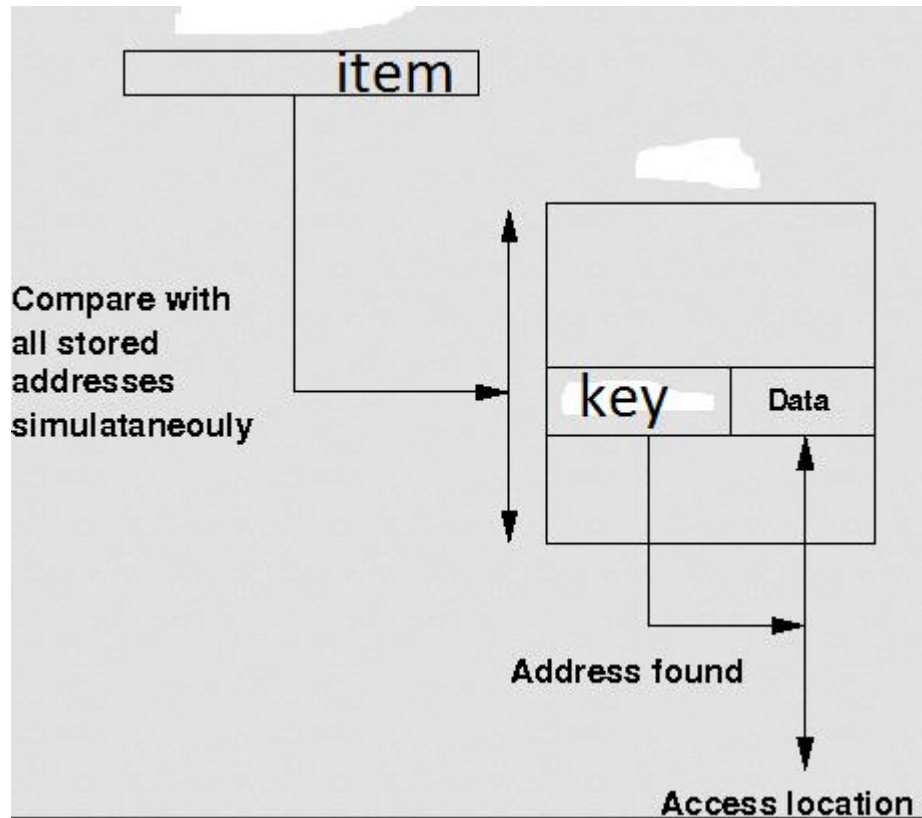 item
Compare with
all stored
addresses
simulataneouly
key
Data
Address found
Access location